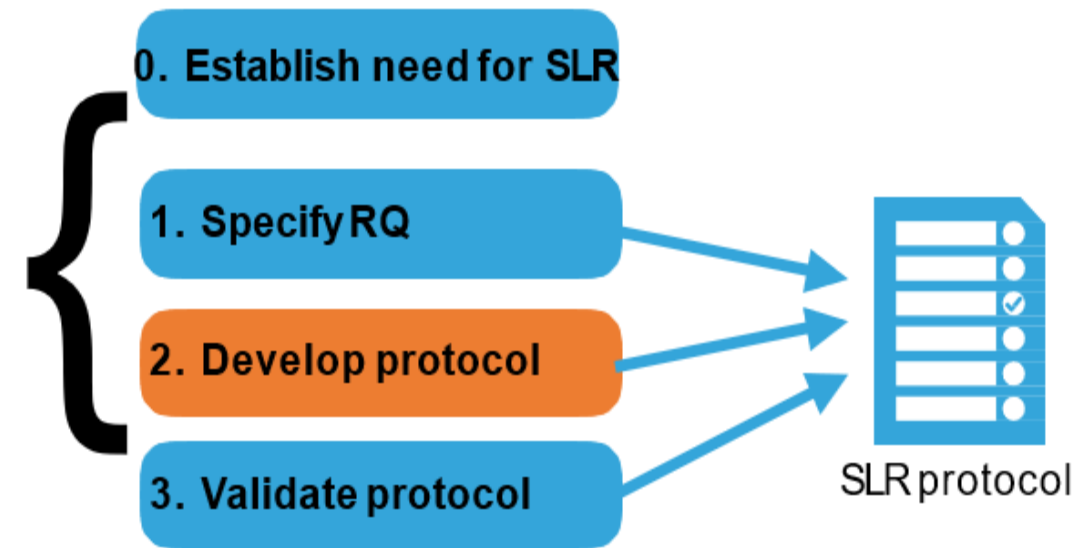 0. Establish need for SLR
1. Specify RQ
2. Develop protocol
3. Validate protocol
SLR protocol